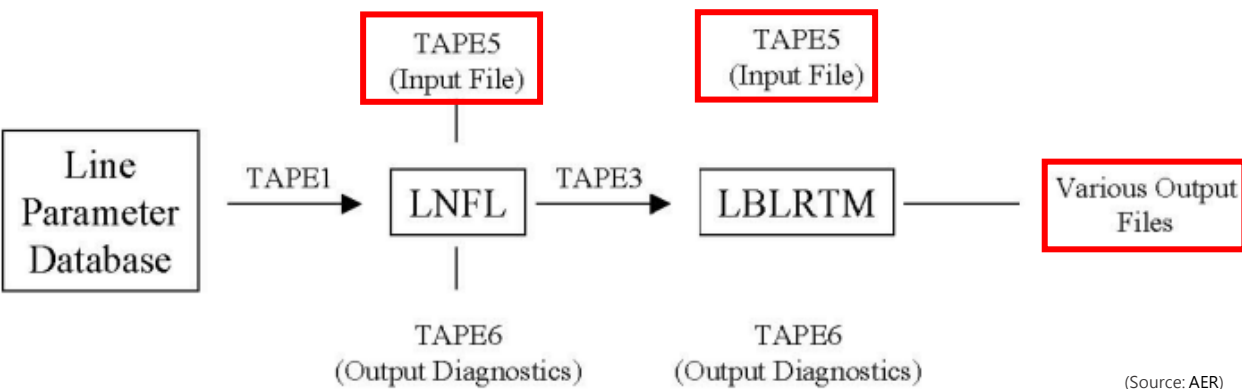 TAPE5
(Input File)
TAPE5
(Input File)
Line
Parameter
Database
TAPE1
LNFL
TAPE3
LBLRTM
Various Output
Files
TAPE6
(Output Diagnostics)
TAPE6
(Output Diagnostics)
(Source: AER)